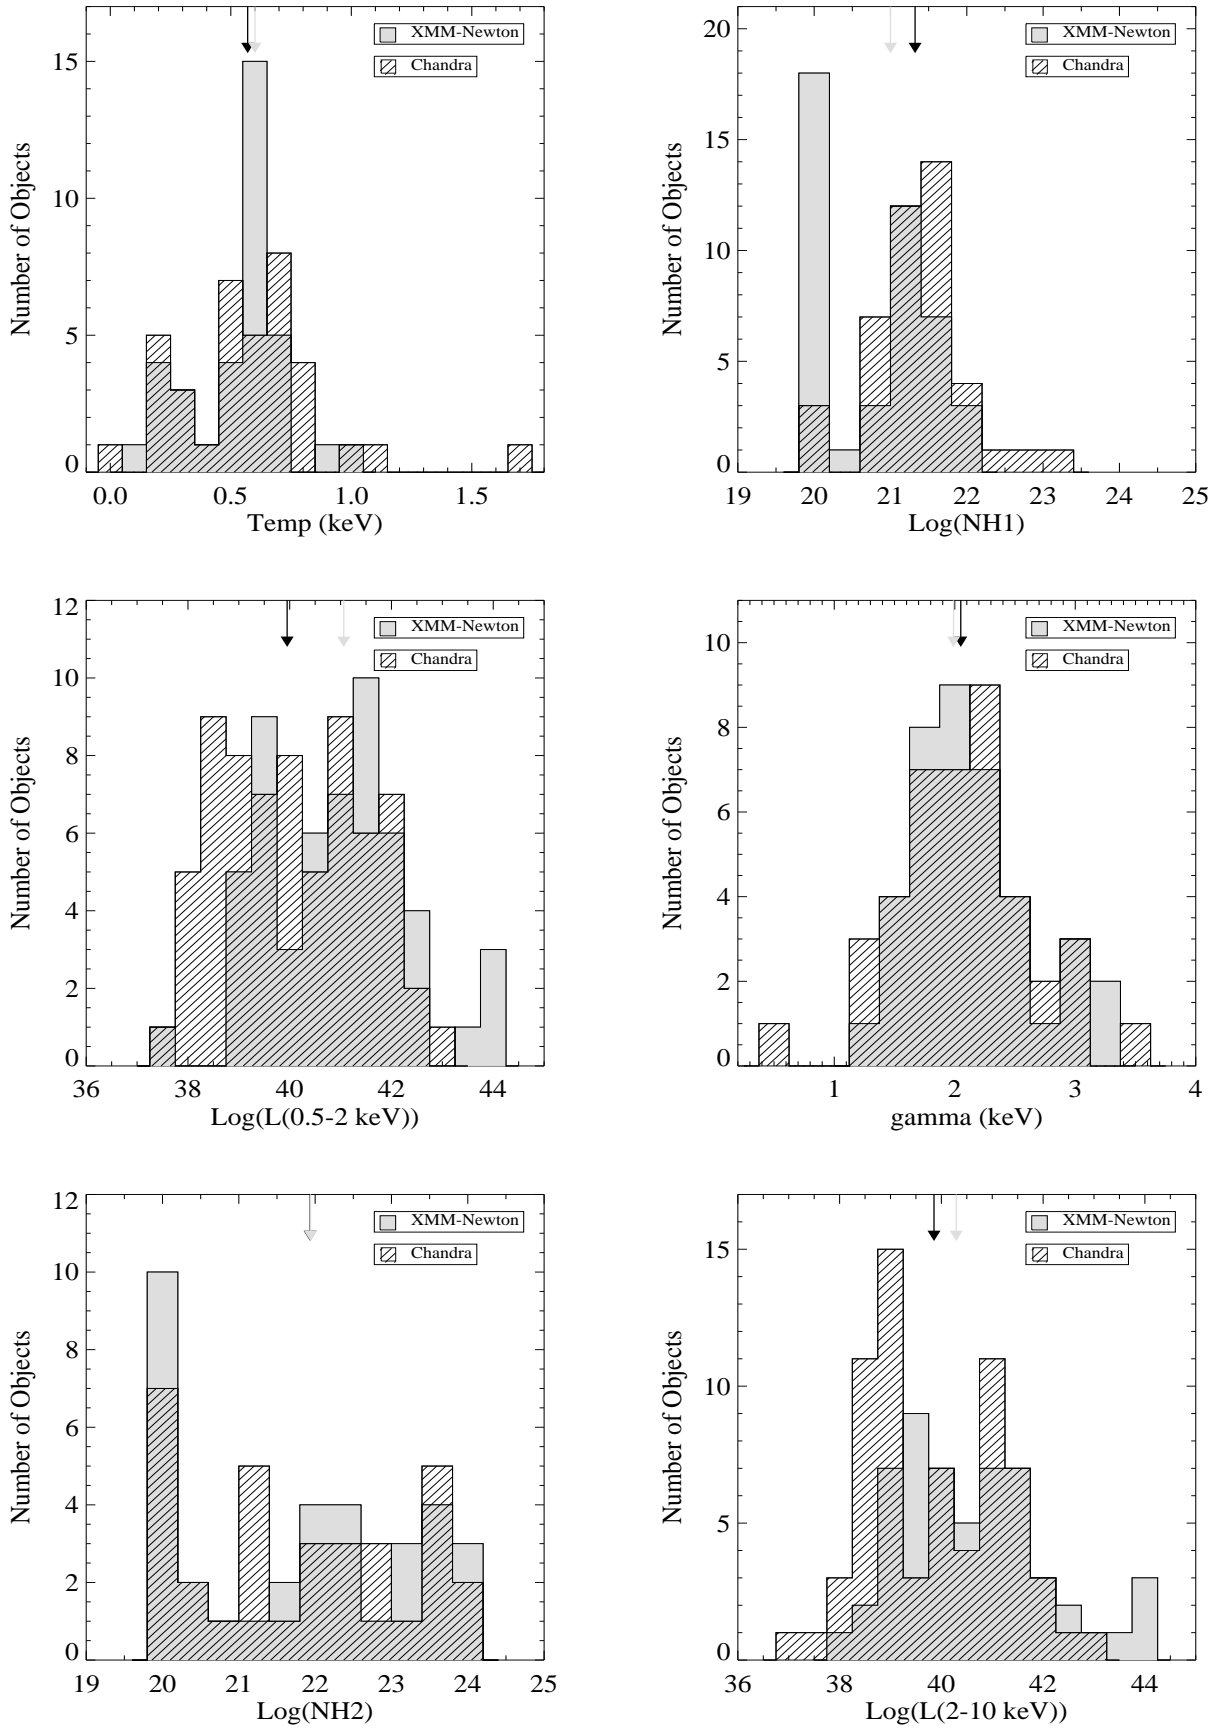 XMM-Newton
Chandra
Number of Objects
15
10
5
0
0.0 0.5 1.0 1.5
Temp (keV)
XMM-Newton
Chandra
Number of Objects
20
15
10
5
0
19 20 21 22 23 24 25
Log(NH1)
XMM-Newton
Chandra
Number of Objects
12
10
8
6
4
2
0
36 38 40 42 44
Log(L(0.5-2 keV))
XMM-Newton
Chandra
Number of Objects
10
8
6
4
2
0
1 2 3 4
gamma (keV)
XMM-Newton
Chandra
Number of Objects
12
10
8
6
4
2
0
19 20 21 22 23 24 25
Log(NH2)
XMM-Newton
Chandra
Number of Objects
15
10
5
0
36 38 40 42 44
Log(L(2-10 keV))